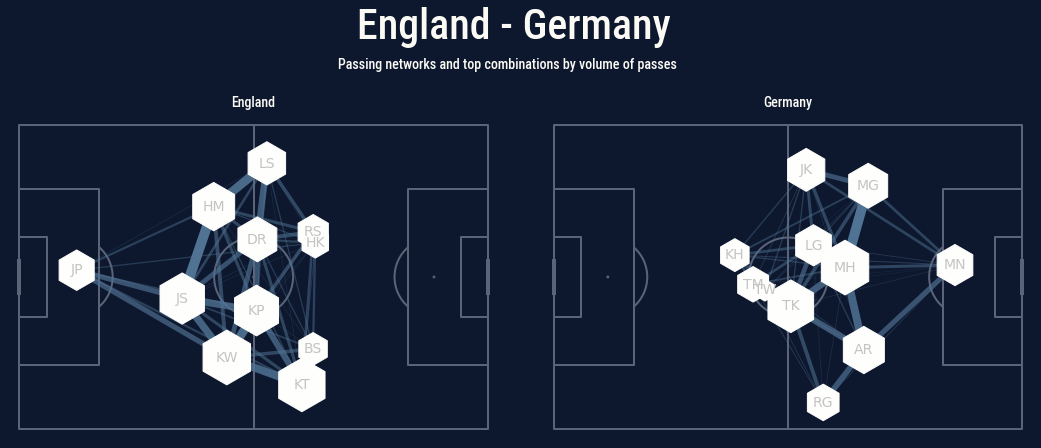 England - Germany
Passing networks and top combinations by volume of passes
England
Germany
LS
HM
RS
DR
HK
JP
JS
KP
BS
KW
KT
JK
MG
LG
KH
MH
MN
TM
TW
TK
AR
RG